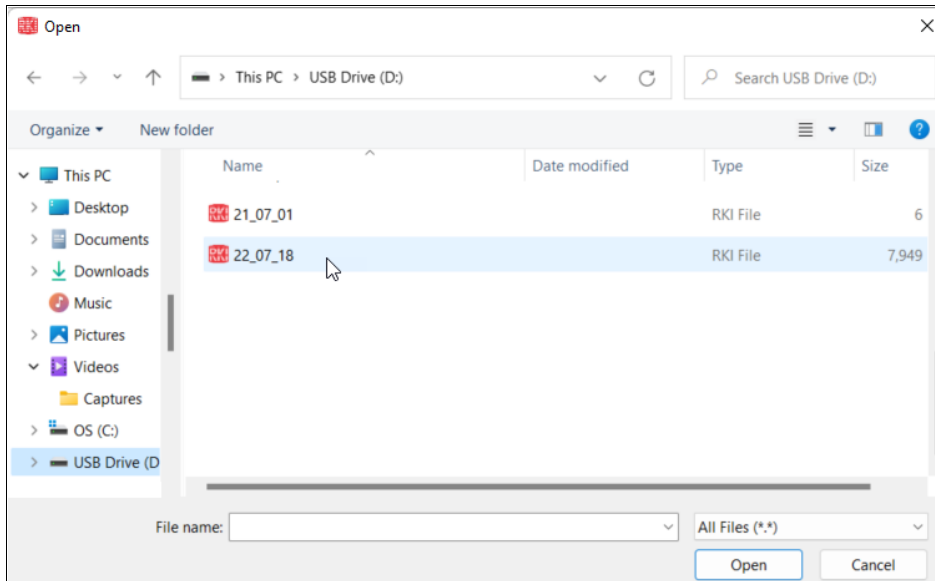 Open
This PC > USB Drive (D:)
Search USB Drive (D:)
Organize
New folder
Name
Date modified
Type
Size
This PC
Desktop
Documents
Downloads
Music
Pictures
Videos
Captures
OS (C:)
USB Drive (D
RKI 21_07_01 RKI File 6
RKI 22_07_18 RKI File 7,949
File name:
All Files (*.*)
Open
Cancel